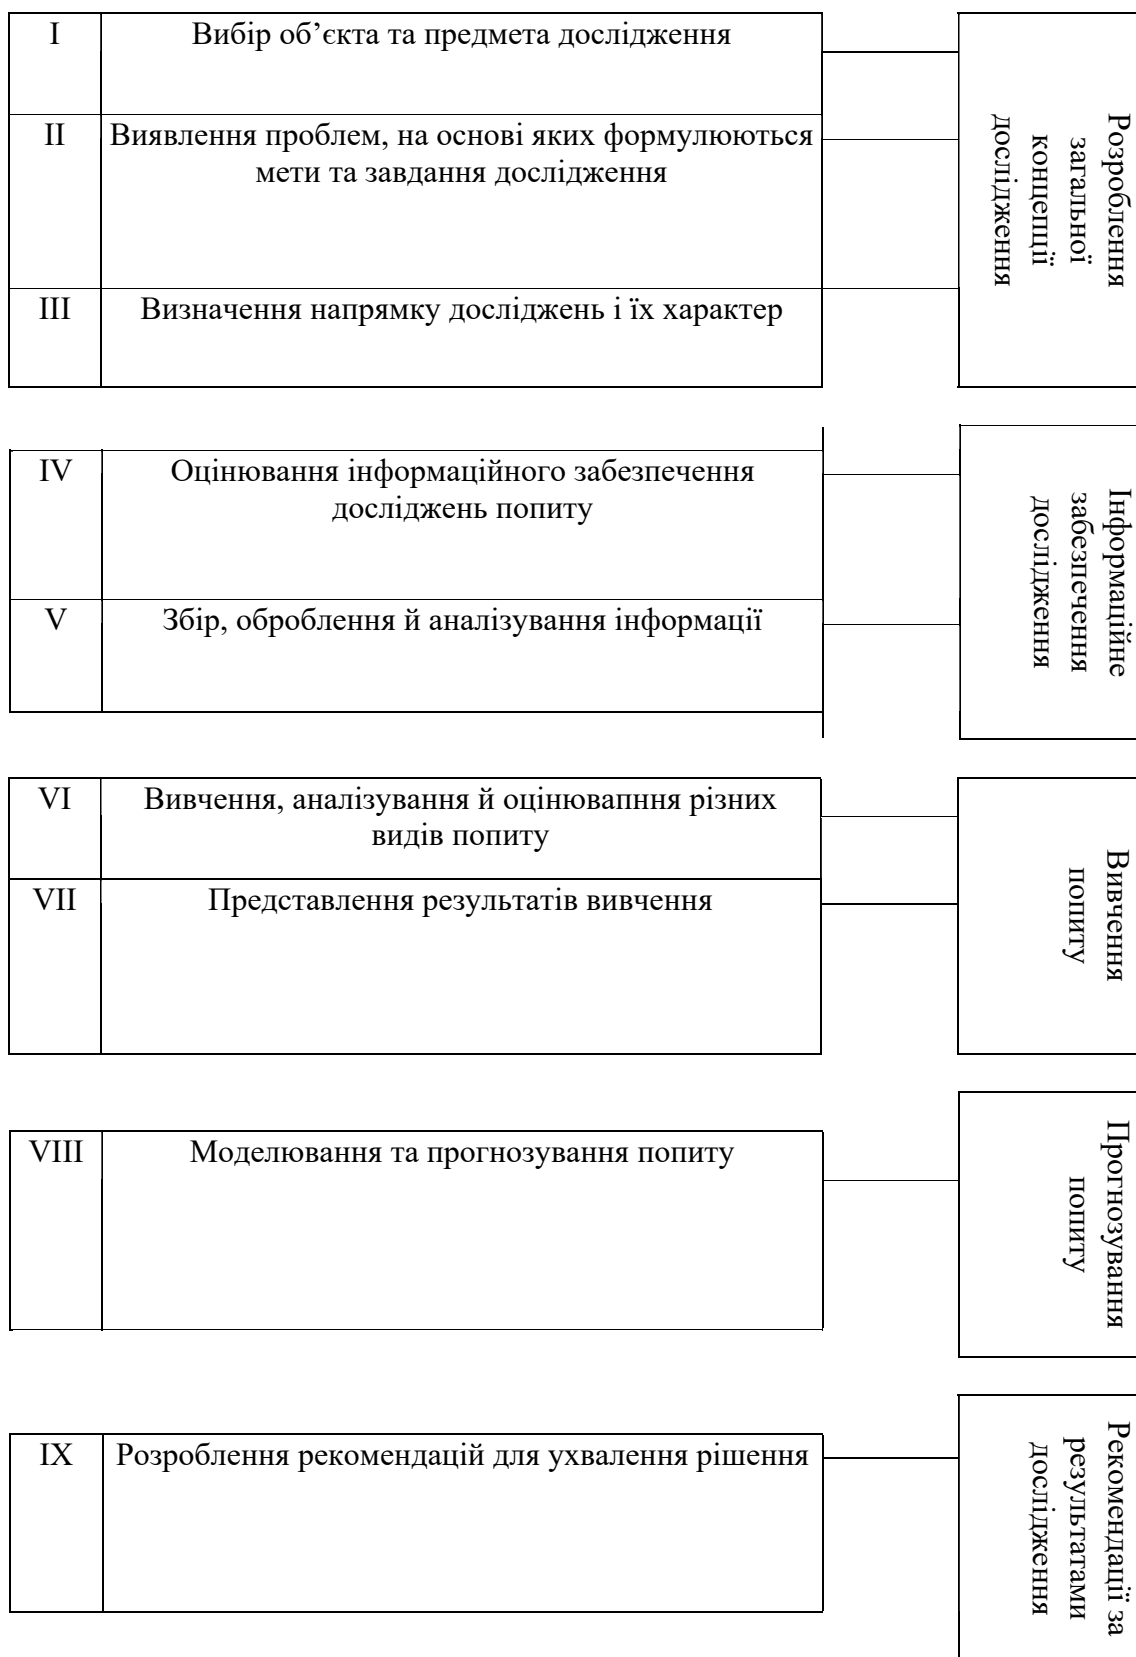 I Вибір об’єкта та предмета дослідження
II Виявлення проблем, на основі яких формулюються
мети та завдання дослідження
III Визначення напрямку досліджень і їх характер
Розроблення
загальної
концепції
дослідження
IV Оцінювання інформаційного забезпечення
досліджень попиту
V Збір, оброблення й аналізування інформації
Інформаційне
забезпечення
дослідження
VI Вивчення, аналізування й оцінювапння різних
видів попиту
VII Представлення результатів вивчення
Вивчення
попиту
VIII Моделювання та прогнозування попиту
Прогнозування
попиту
IX Розроблення рекомендацій для ухвалення рішення
Рекомендації за
результатами
дослідження